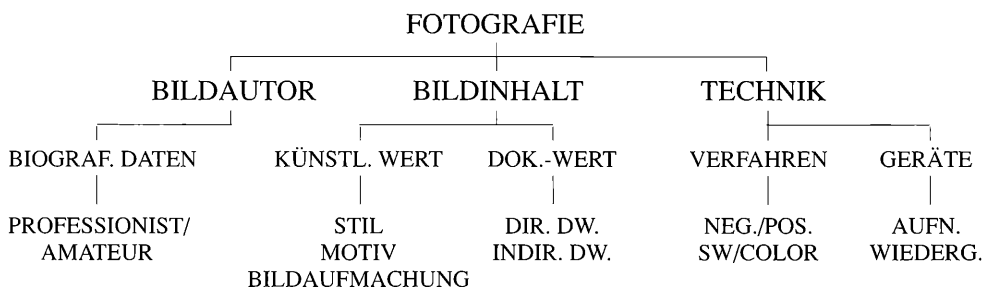 FOTOGRAFIE
BILDAUTOR BILDINHALT TECHNIK
BIOGRAF. DATEN KÜNSTL. WERT DOK.-WERT VERFAHREN GERÄTE
PROFESSIONIST/ STIL DIR. DW. NEG./POS. AUFN.
AMATEUR MOTIV INDIR. DW. SW/COLOR WIEDERG.
BILDAUFMACHUNG